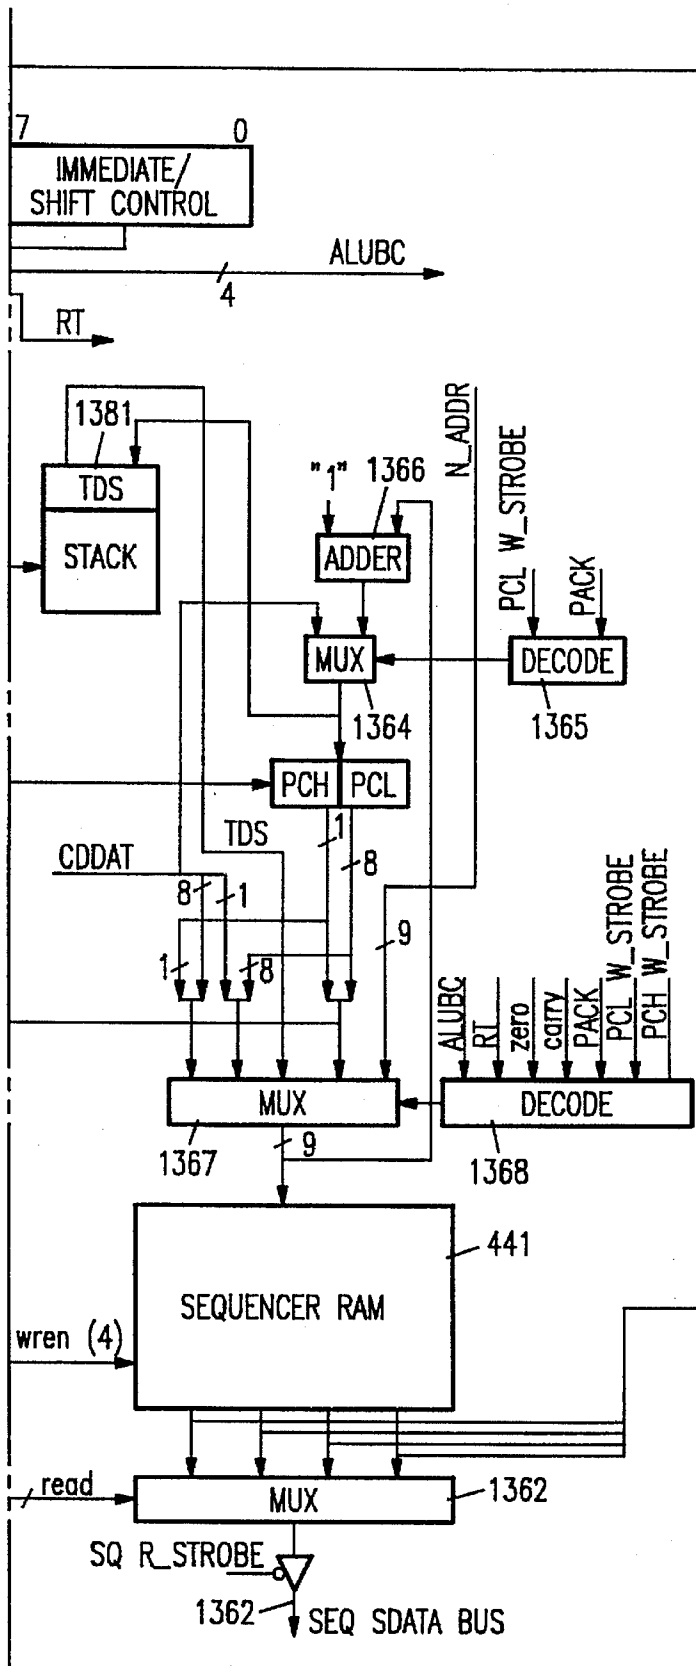 7 0
IMMEDIATE/
SHIFT CONTROL
ALUBC
4
RT
1381
TDS
STACK
"1"
1366
ADDER
N_ADDR
PCL W_STROBE
PACK
MUX
1364
DECODE
1365
PCH PCL
1
8
TDS
CDDAT
8
1
1
8
9
ALUBC
RT
zero
carry
PACK
PCL W_STROBE
PCH W_STROBE
MUX
1367
9
DECODE
1368
441
SEQUENCER RAM
wren (4)
read
MUX
1362
SQ R_STROBE
1362
SEQ SDATA BUS